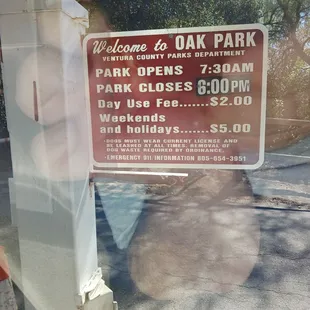 Welcome to OAK PARK
VENTURA COUNTY PARKS DEPARTMENT
PARK OPENS 7:30AM
PARK CLOSES 6:00PM
Day Use Fee.......$2.00
Weekends
and holidays.......$5.00
-DOGS MUST WEAR CURRENT LICENSE AND
BE LEASHED AT ALL TIMES. REMOVAL OF
DOG WASTE REQUIRED BY ORDINANCE.
-EMERGENCY 911 INFORMATION 805-654-3951